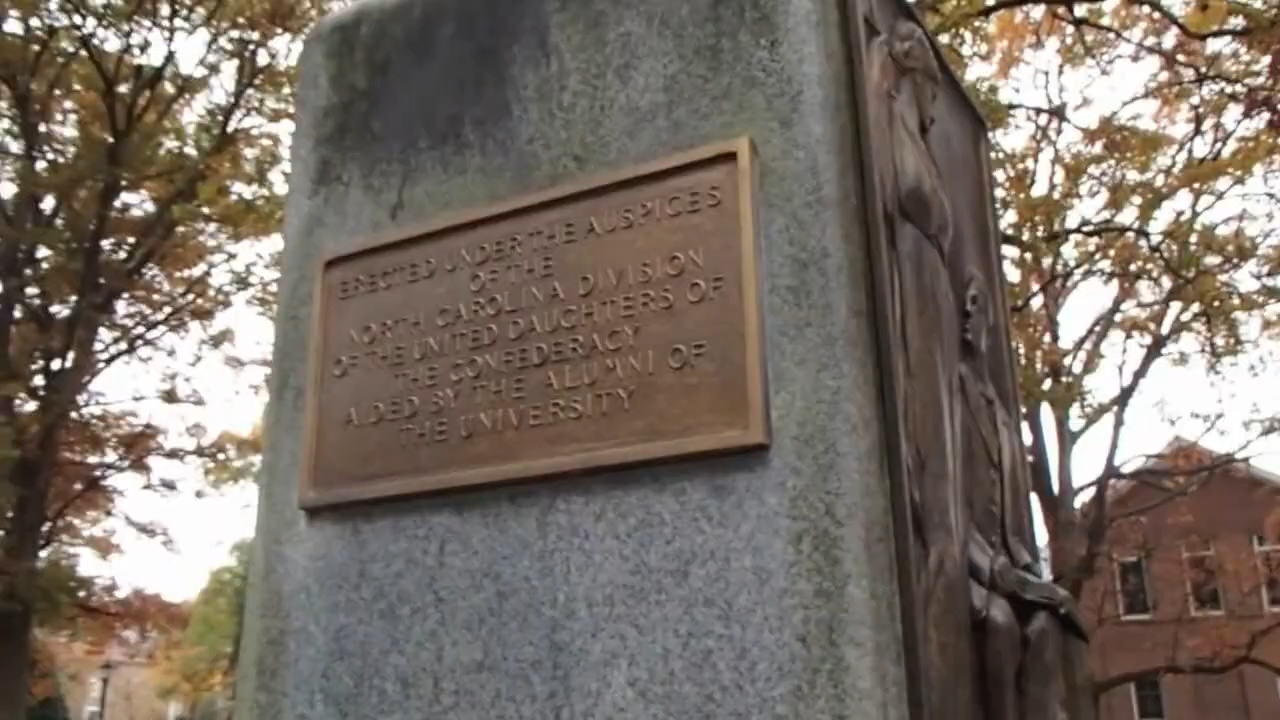 ERECTED UNDER THE AUSPICES
OF THE
NORTH CAROLINA DIVISION
OF THE UNITED DAUGHTERS OF
THE CONFEDERACY
AIDED BY THE ALUMNI OF
THE UNIVERSITY